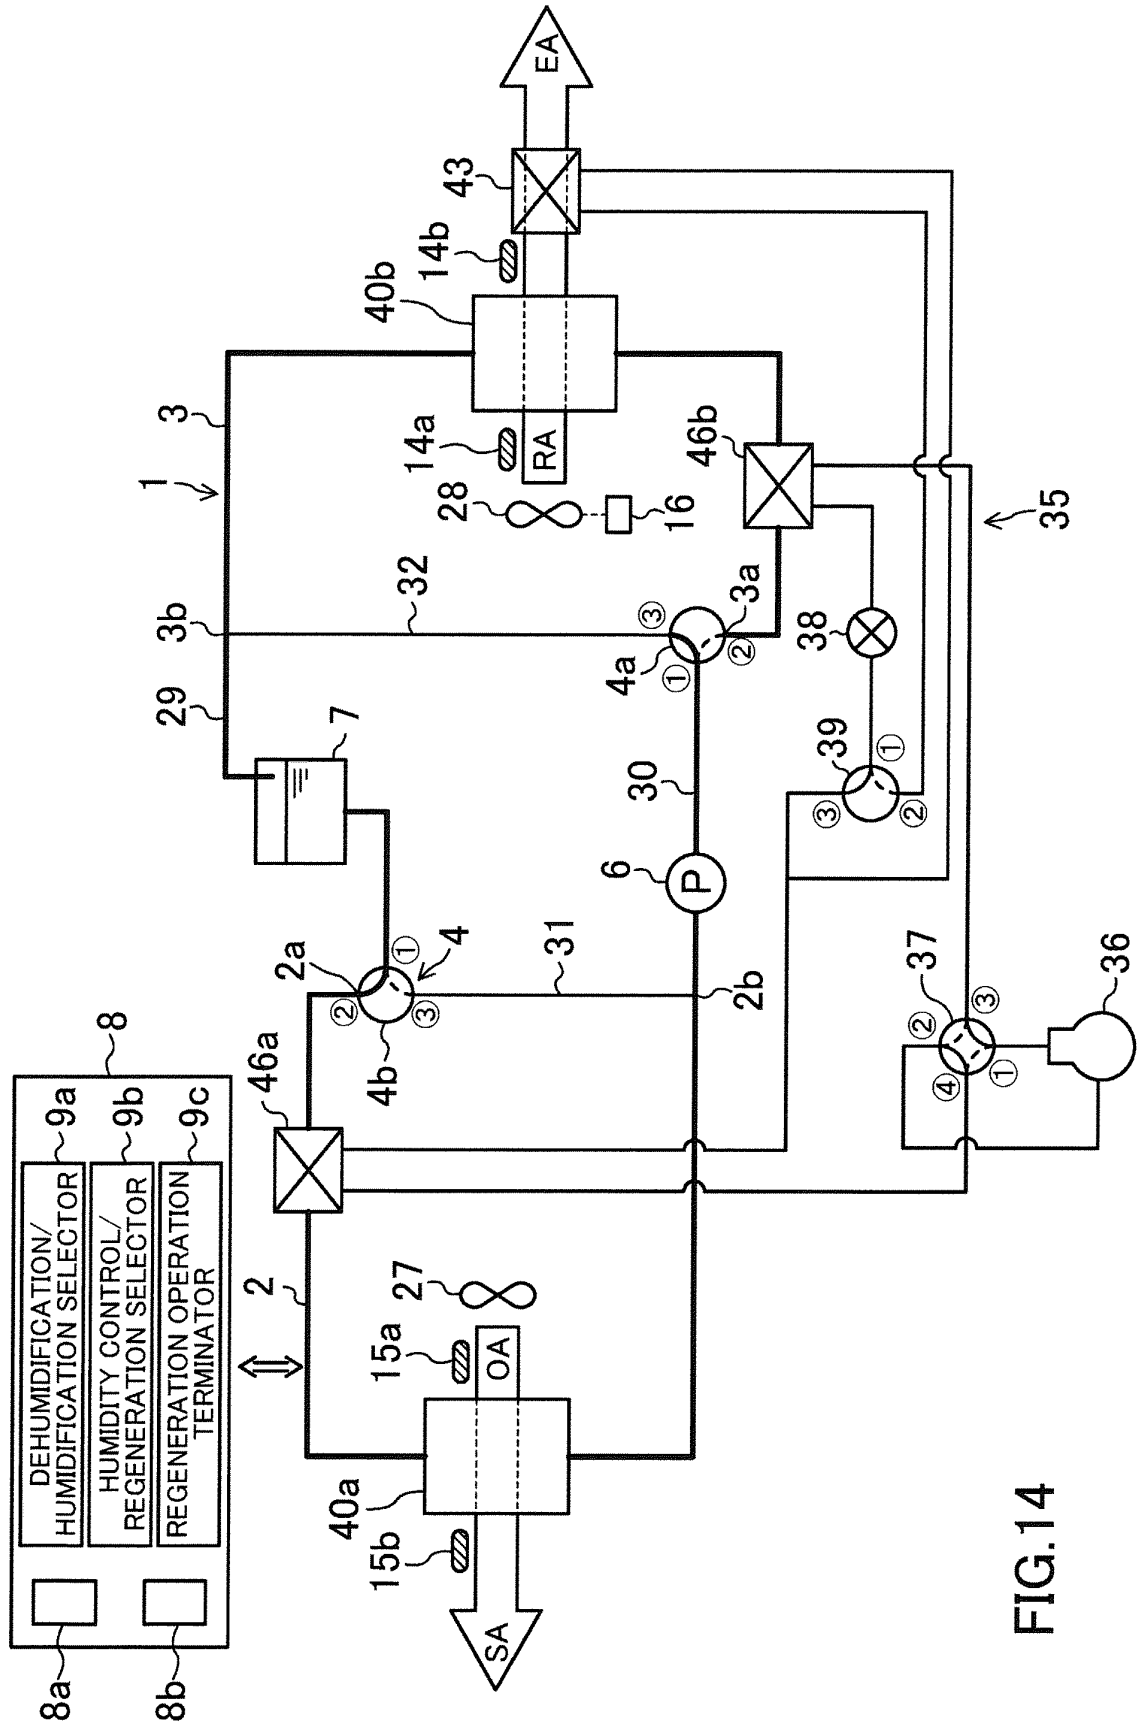 8
8a
8b
DEHUMIDIFICATION/
HUMIDIFICATION SELECTOR
9a
HUMIDITY CONTROL/
REGENERATION SELECTOR
9b
REGENERATION OPERATION
TERMINATOR
9c
1
3
3b
29
7
32
2
46a
2a
①
②
③
4
4b
31
2b
6
P
30
4a
①
②
③
3a
40b
14a
14b
43
RA
EA
28
16
46b
35
38
39
①
②
③
37
①
②
③
④
36
27
15a
15b
OA
SA
40a
FIG.14